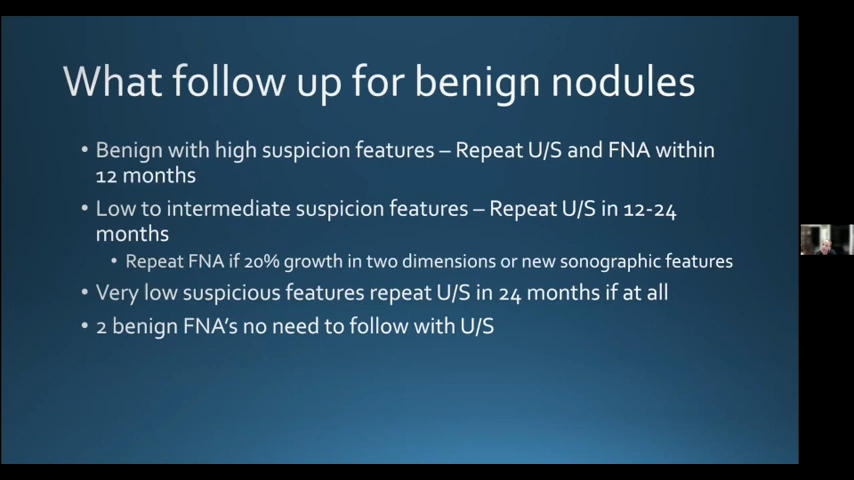 What follow up for benign nodules
• Benign with high suspicion features – Repeat U/S and FNA within
12 months
• Low to intermediate suspicion features – Repeat U/S in 12-24
months
• Repeat FNA if 20% growth in two dimensions or new sonographic features
• Very low suspicious features repeat U/S in 24 months if at all
• 2 benign FNA's no need to follow with U/S